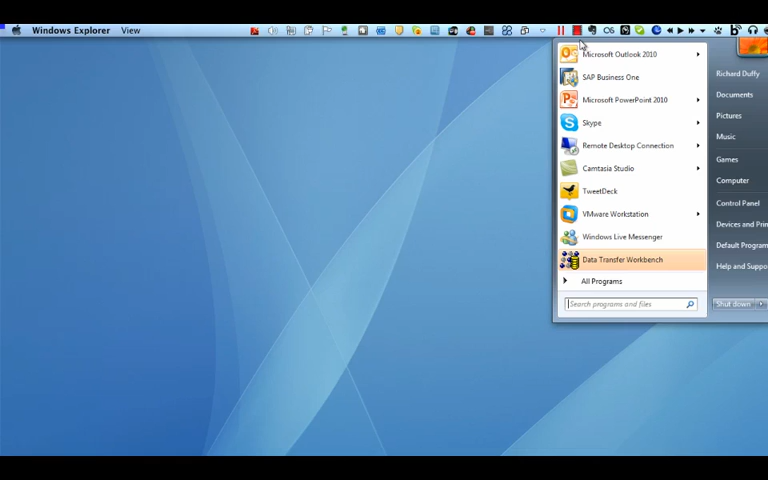 Windows Explorer View
Microsoft Outlook 2010
SAP Business One
Microsoft PowerPoint 2010
Skype
Remote Desktop Connection
Camtasia Studio
TweetDeck
VMware Workstation
Windows Live Messenger
Data Transfer Workbench
All Programs
Search programs and files
Richard Duffy
Documents
Pictures
Music
Games
Computer
Control Panel
Devices and Prin
Default Program
Help and Suppo
Shut down